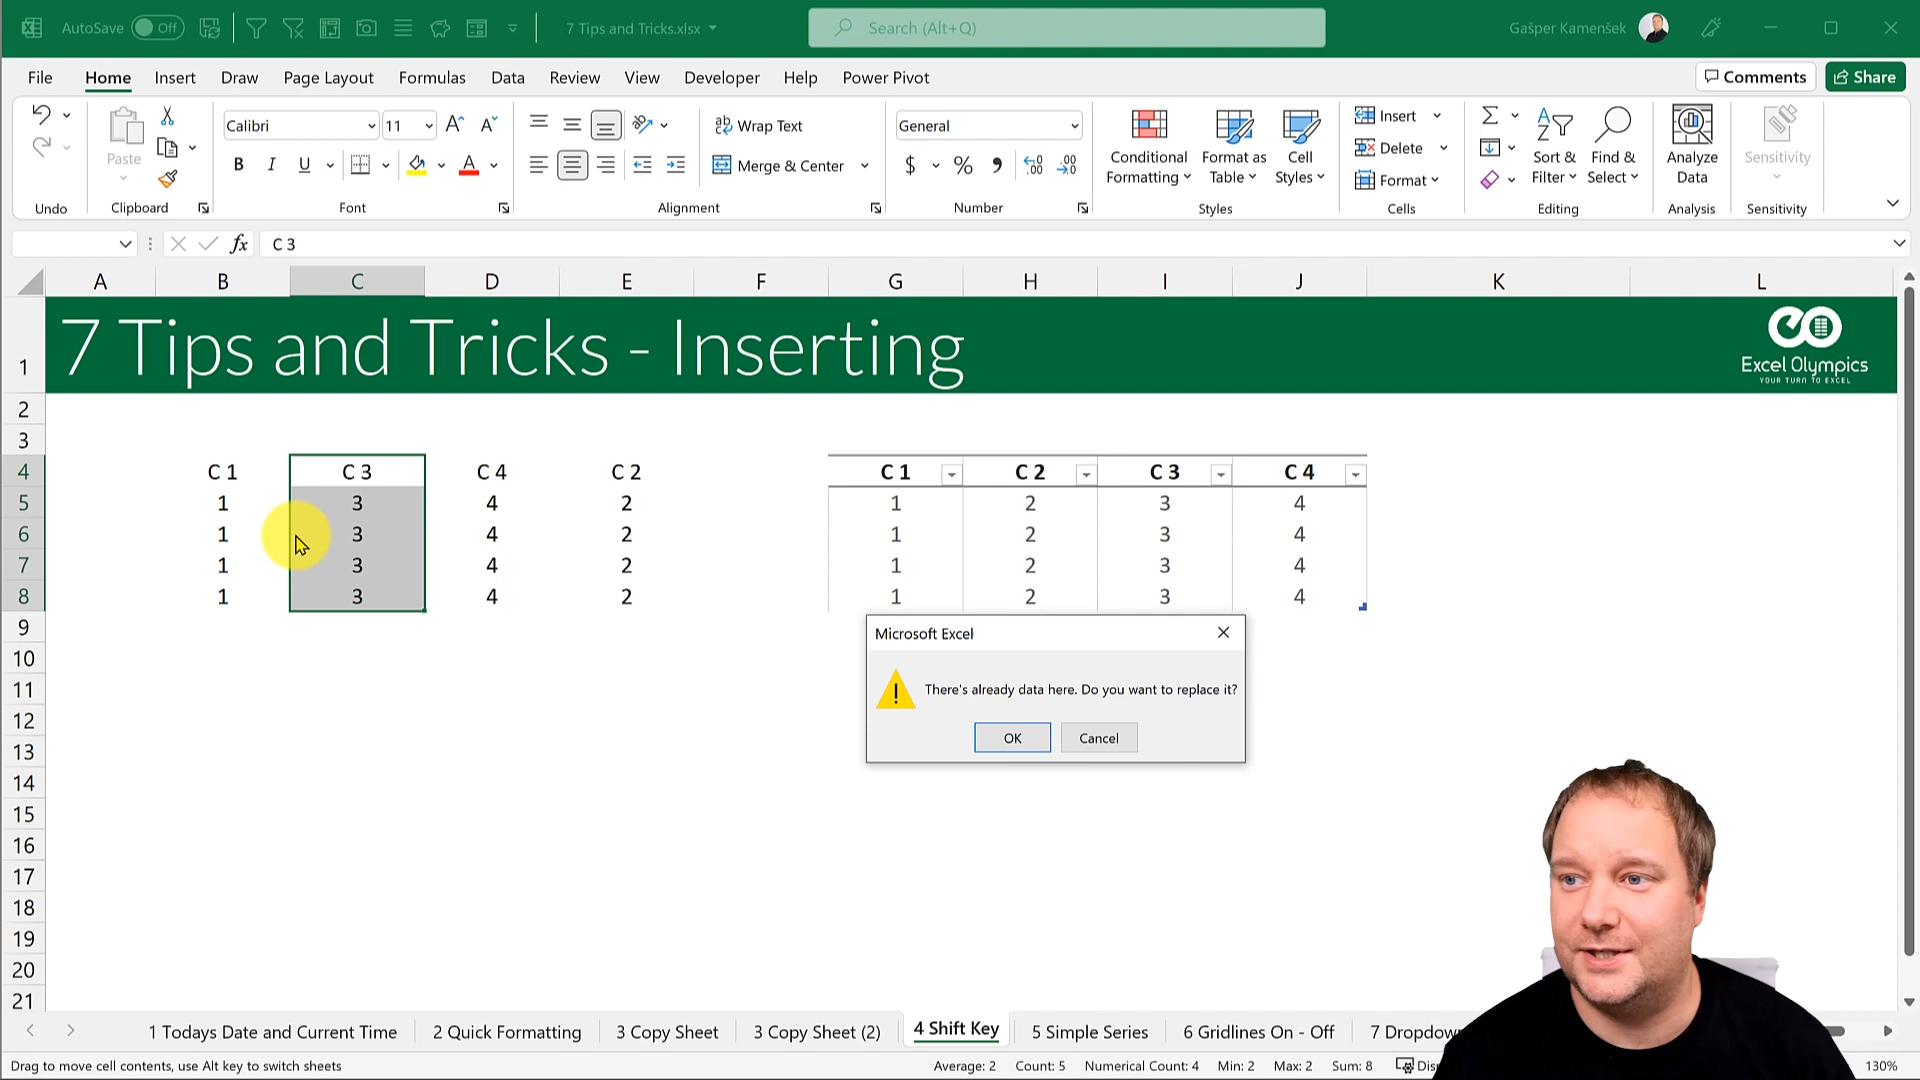 AutoSave Off 7 Tips and Tricks.xlsx Search (Alt+Q) Gašper Kamenšek
File Home Insert Draw Page Layout Formulas Data Review View Developer Help Power Pivot Comments Share
Calibri 11 Wrap Text General Insert
Paste Conditional Formatting Format as Table Cell Styles Delete Sort & Filter Find & Select Analyze Data Sensitivity
B I U A Merge & Center $ % Format
Undo Clipboard Font Alignment Number Styles Cells Editing Analysis Sensitivity
fx C 3
A B C D E F G H I J K L
1 7 Tips and Tricks - Inserting Excel Olympics
YOUR TURN TO EXCEL
2
3
4 C 1 C 3 C 4 C 2 C 1 C 2 C 3 C 4
5 1 3 4 2 1 2 3 4
6 1 3 4 2 1 2 3 4
7 1 3 4 2 1 2 3 4
8 1 3 4 2 1 2 3 4
9 Microsoft Excel
10
11 There's already data here. Do you want to replace it?
12
13 OK Cancel
14
15
16
17
18
19
20
21
1 Todays Date and Current Time 2 Quick Formatting 3 Copy Sheet 3 Copy Sheet (2) 4 Shift Key 5 Simple Series 6 Gridlines On - Off 7 Dropdow
Drag to move cell contents, use Alt key to switch sheets Average: 2 Count: 5 Numerical Count: 4 Min: 2 Max: 2 Sum: 8 130%